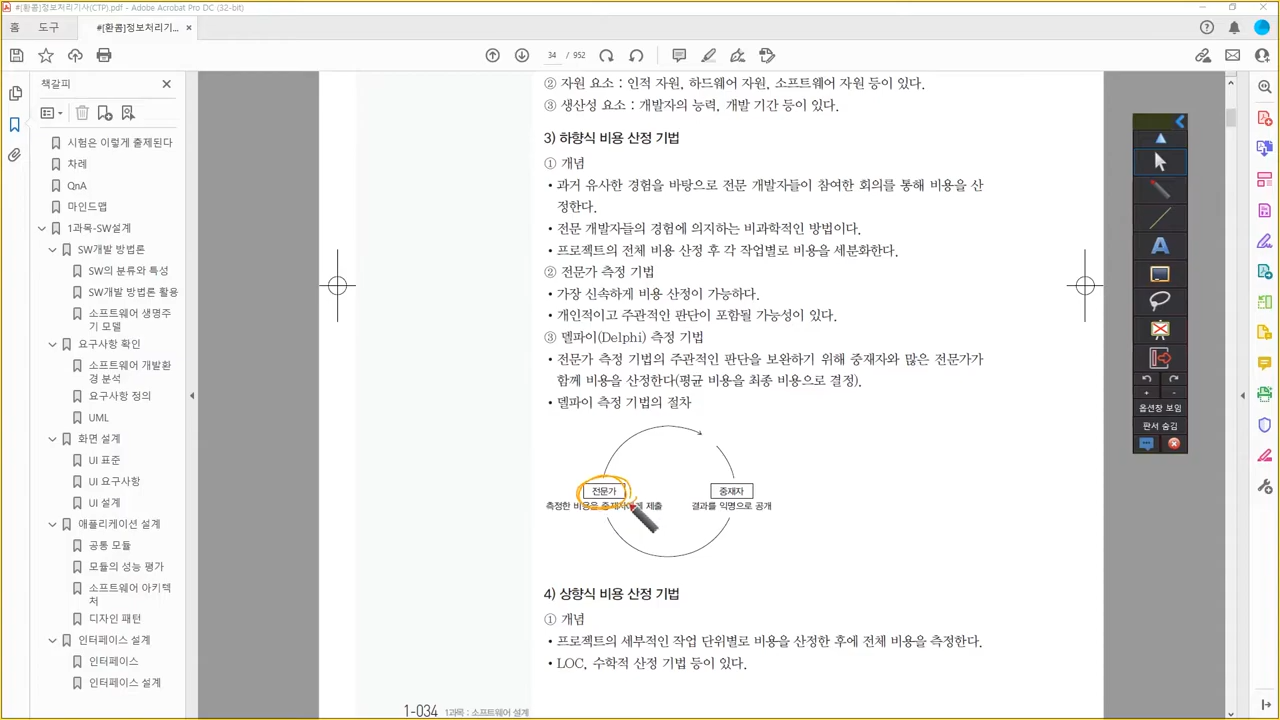 #[환콤]정보처리기사(CTP).pdf - Adobe Acrobat Pro DC (32-bit)
홈 도구 #[환콤]정보처리기... ×
34 / 952
책갈피
시험은 이렇게 출제된다
차례
QnA
마인드맵
1과목-SW설계
SW개발 방법론
SW의 분류와 특성
SW개발 방법론 활용
소프트웨어 생명주
기 모델
요구사항 확인
소프트웨어 개발환
경 분석
요구사항 정의
UML
화면 설계
UI 표준
UI 요구사항
UI 설계
애플리케이션 설계
공통 모듈
모듈의 성능 평가
소프트웨어 아키텍
처
디자인 패턴
인터페이스 설계
인터페이스
인터페이스 설계
② 자원 요소 : 인적 자원, 하드웨어 자원, 소프트웨어 자원 등이 있다.
③ 생산성 요소 : 개발자의 능력, 개발 기간 등이 있다.
3) 하향식 비용 산정 기법
① 개념
• 과거 유사한 경험을 바탕으로 전문 개발자들이 참여한 회의를 통해 비용을 산
정한다.
• 전문 개발자들의 경험에 의지하는 비과학적인 방법이다.
• 프로젝트의 전체 비용 산정 후 각 작업별로 비용을 세분화한다.
② 전문가 측정 기법
• 가장 신속하게 비용 산정이 가능하다.
• 개인적이고 주관적인 판단이 포함될 가능성이 있다.
③ 델파이(Delphi) 측정 기법
• 전문가 측정 기법의 주관적인 판단을 보완하기 위해 중재자와 많은 전문가가
함께 비용을 산정한다(평균 비용을 최종 비용으로 결정).
• 델파이 측정 기법의 절차
전문가 중재자
측정한 비용을 중재자에게 제출 결과를 익명으로 공개
4) 상향식 비용 산정 기법
① 개념
• 프로젝트의 세부적인 작업 단위별로 비용을 산정한 후에 전체 비용을 측정한다.
• LOC, 수학적 산정 기법 등이 있다.
1-034 1과목 : 소프트웨어 설계
A
+ -
옵션창 보임
판서 숨김